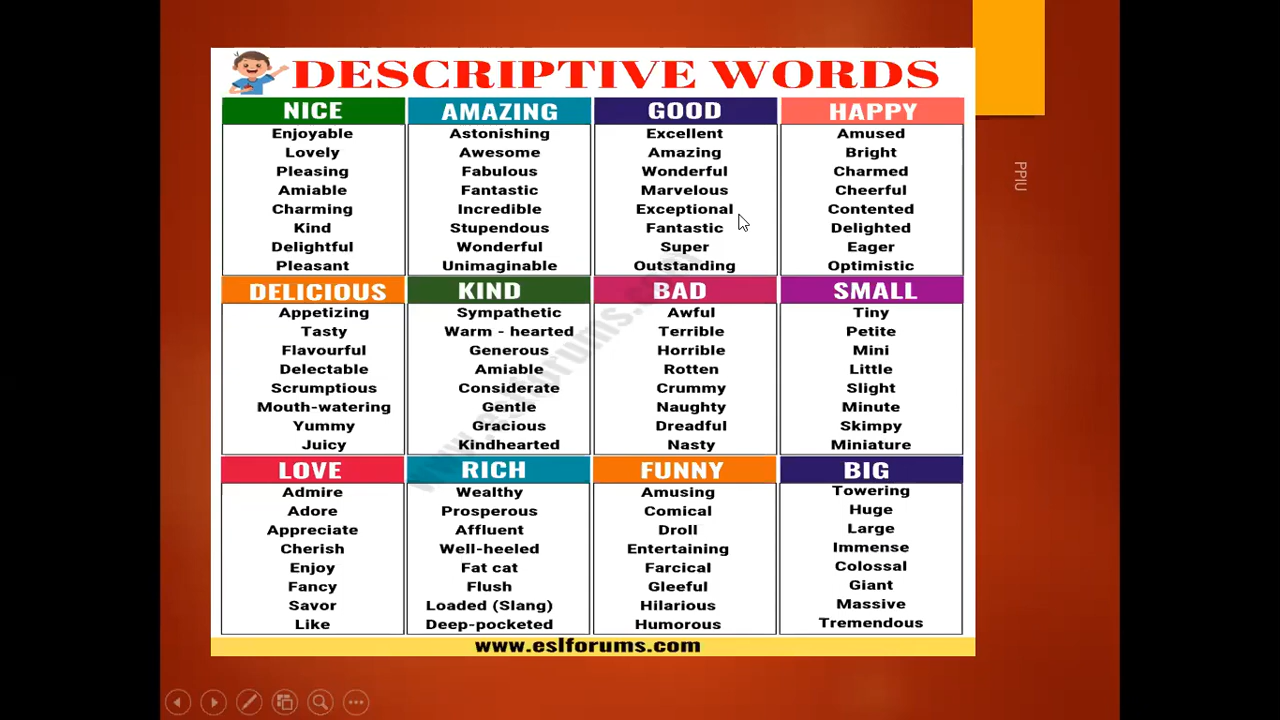 DESCRIPTIVE WORDS
NICE
Enjoyable
Lovely
Pleasing
Amiable
Charming
Kind
Delightful
Pleasant
AMAZING
Astonishing
Awesome
Fabulous
Fantastic
Incredible
Stupendous
Wonderful
Unimaginable
GOOD
Excellent
Amazing
Wonderful
Marvelous
Exceptional
Fantastic
Super
Outstanding
HAPPY
Amused
Bright
Charmed
Cheerful
Contented
Delighted
Eager
Optimistic
DELICIOUS
Appetizing
Tasty
Flavourful
Delectable
Scrumptious
Mouth-watering
Yummy
Juicy
KIND
Sympathetic
Warm - hearted
Generous
Amiable
Considerate
Gentle
Gracious
Kindhearted
BAD
Awful
Terrible
Horrible
Rotten
Crummy
Naughty
Dreadful
Nasty
SMALL
Tiny
Petite
Mini
Little
Slight
Minute
Skimpy
Miniature
LOVE
Admire
Adore
Appreciate
Cherish
Enjoy
Fancy
Savor
Like
RICH
Wealthy
Prosperous
Affluent
Well-heeled
Fat cat
Flush
Loaded (Slang)
Deep-pocketed
FUNNY
Amusing
Comical
Droll
Entertaining
Farcical
Gleeful
Hilarious
Humorous
BIG
Towering
Huge
Large
Immense
Colossal
Giant
Massive
Tremendous
www.eslforums.com
www.eslforums.com
PPIU